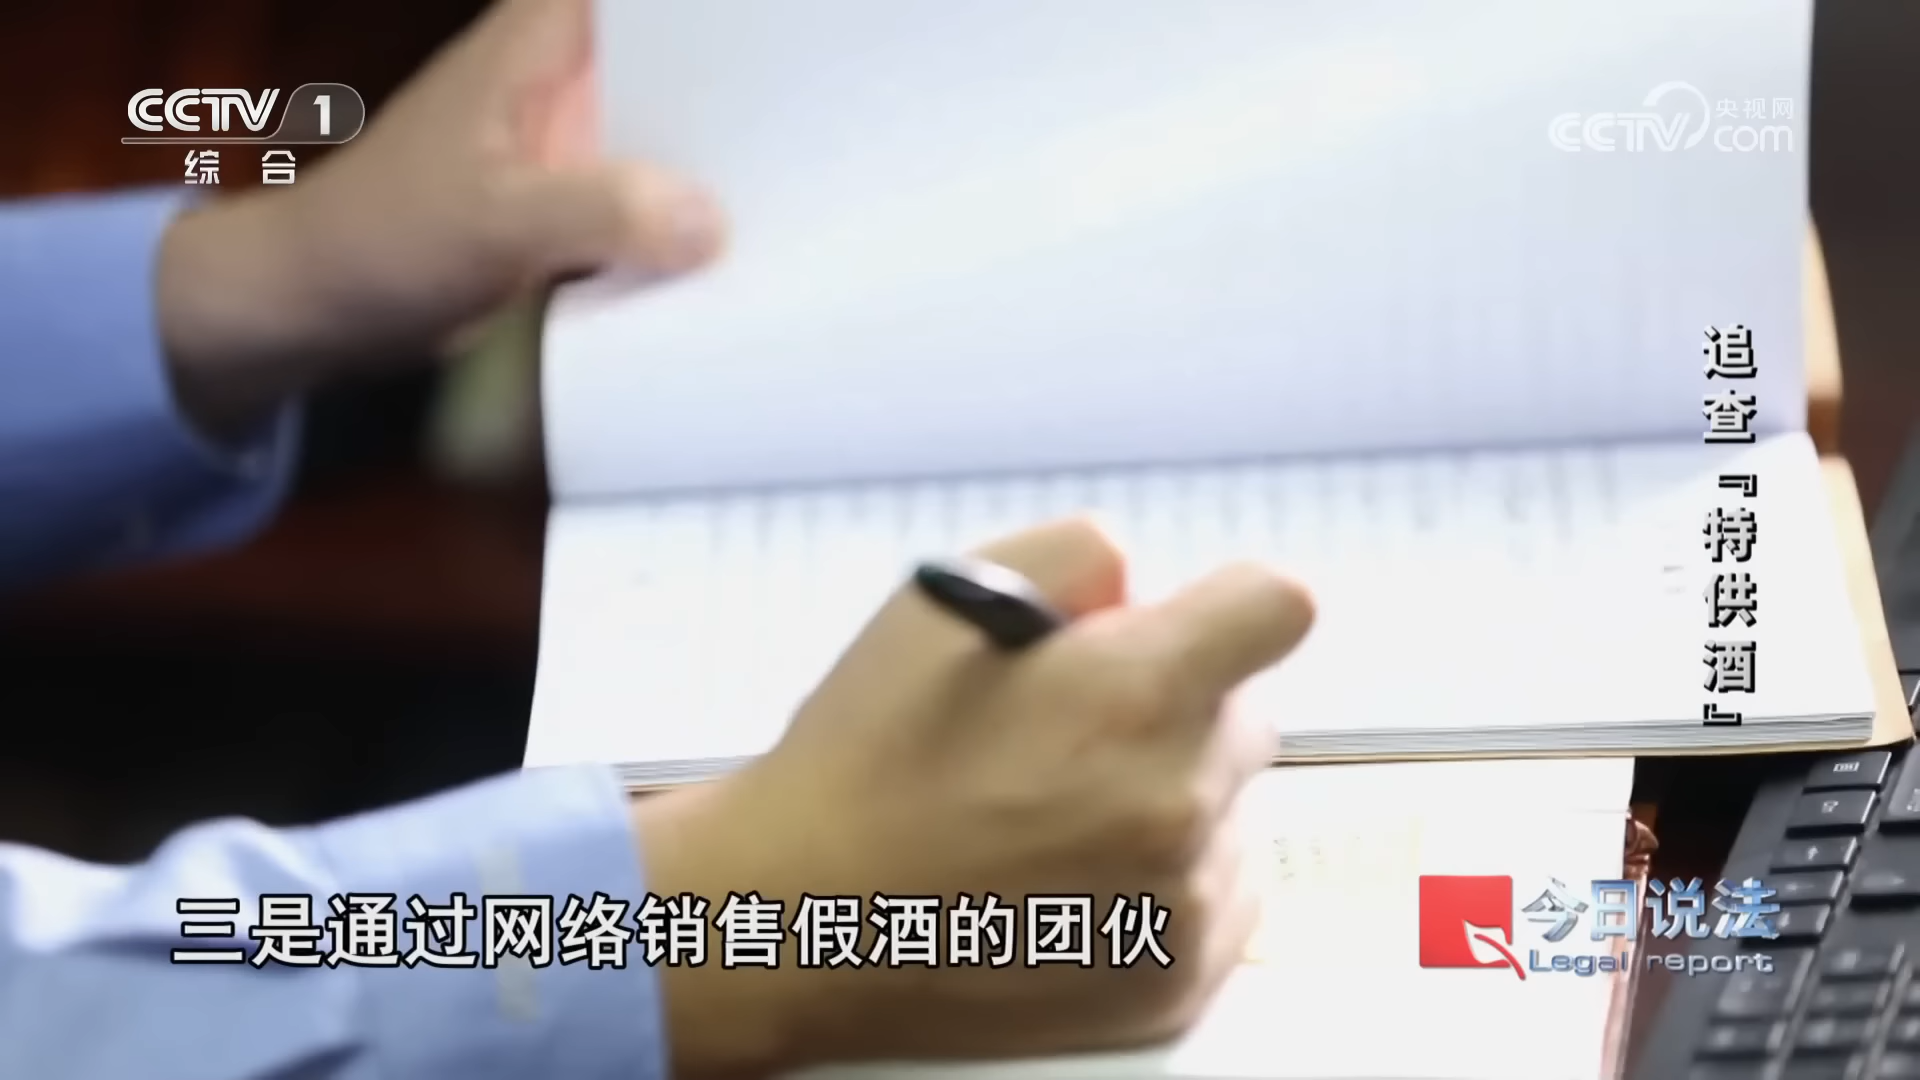 CCTV 1
综合
央视网
CCTV com
追查『特供酒』
三是通过网络销售假酒的团伙
今日说法
Legal report